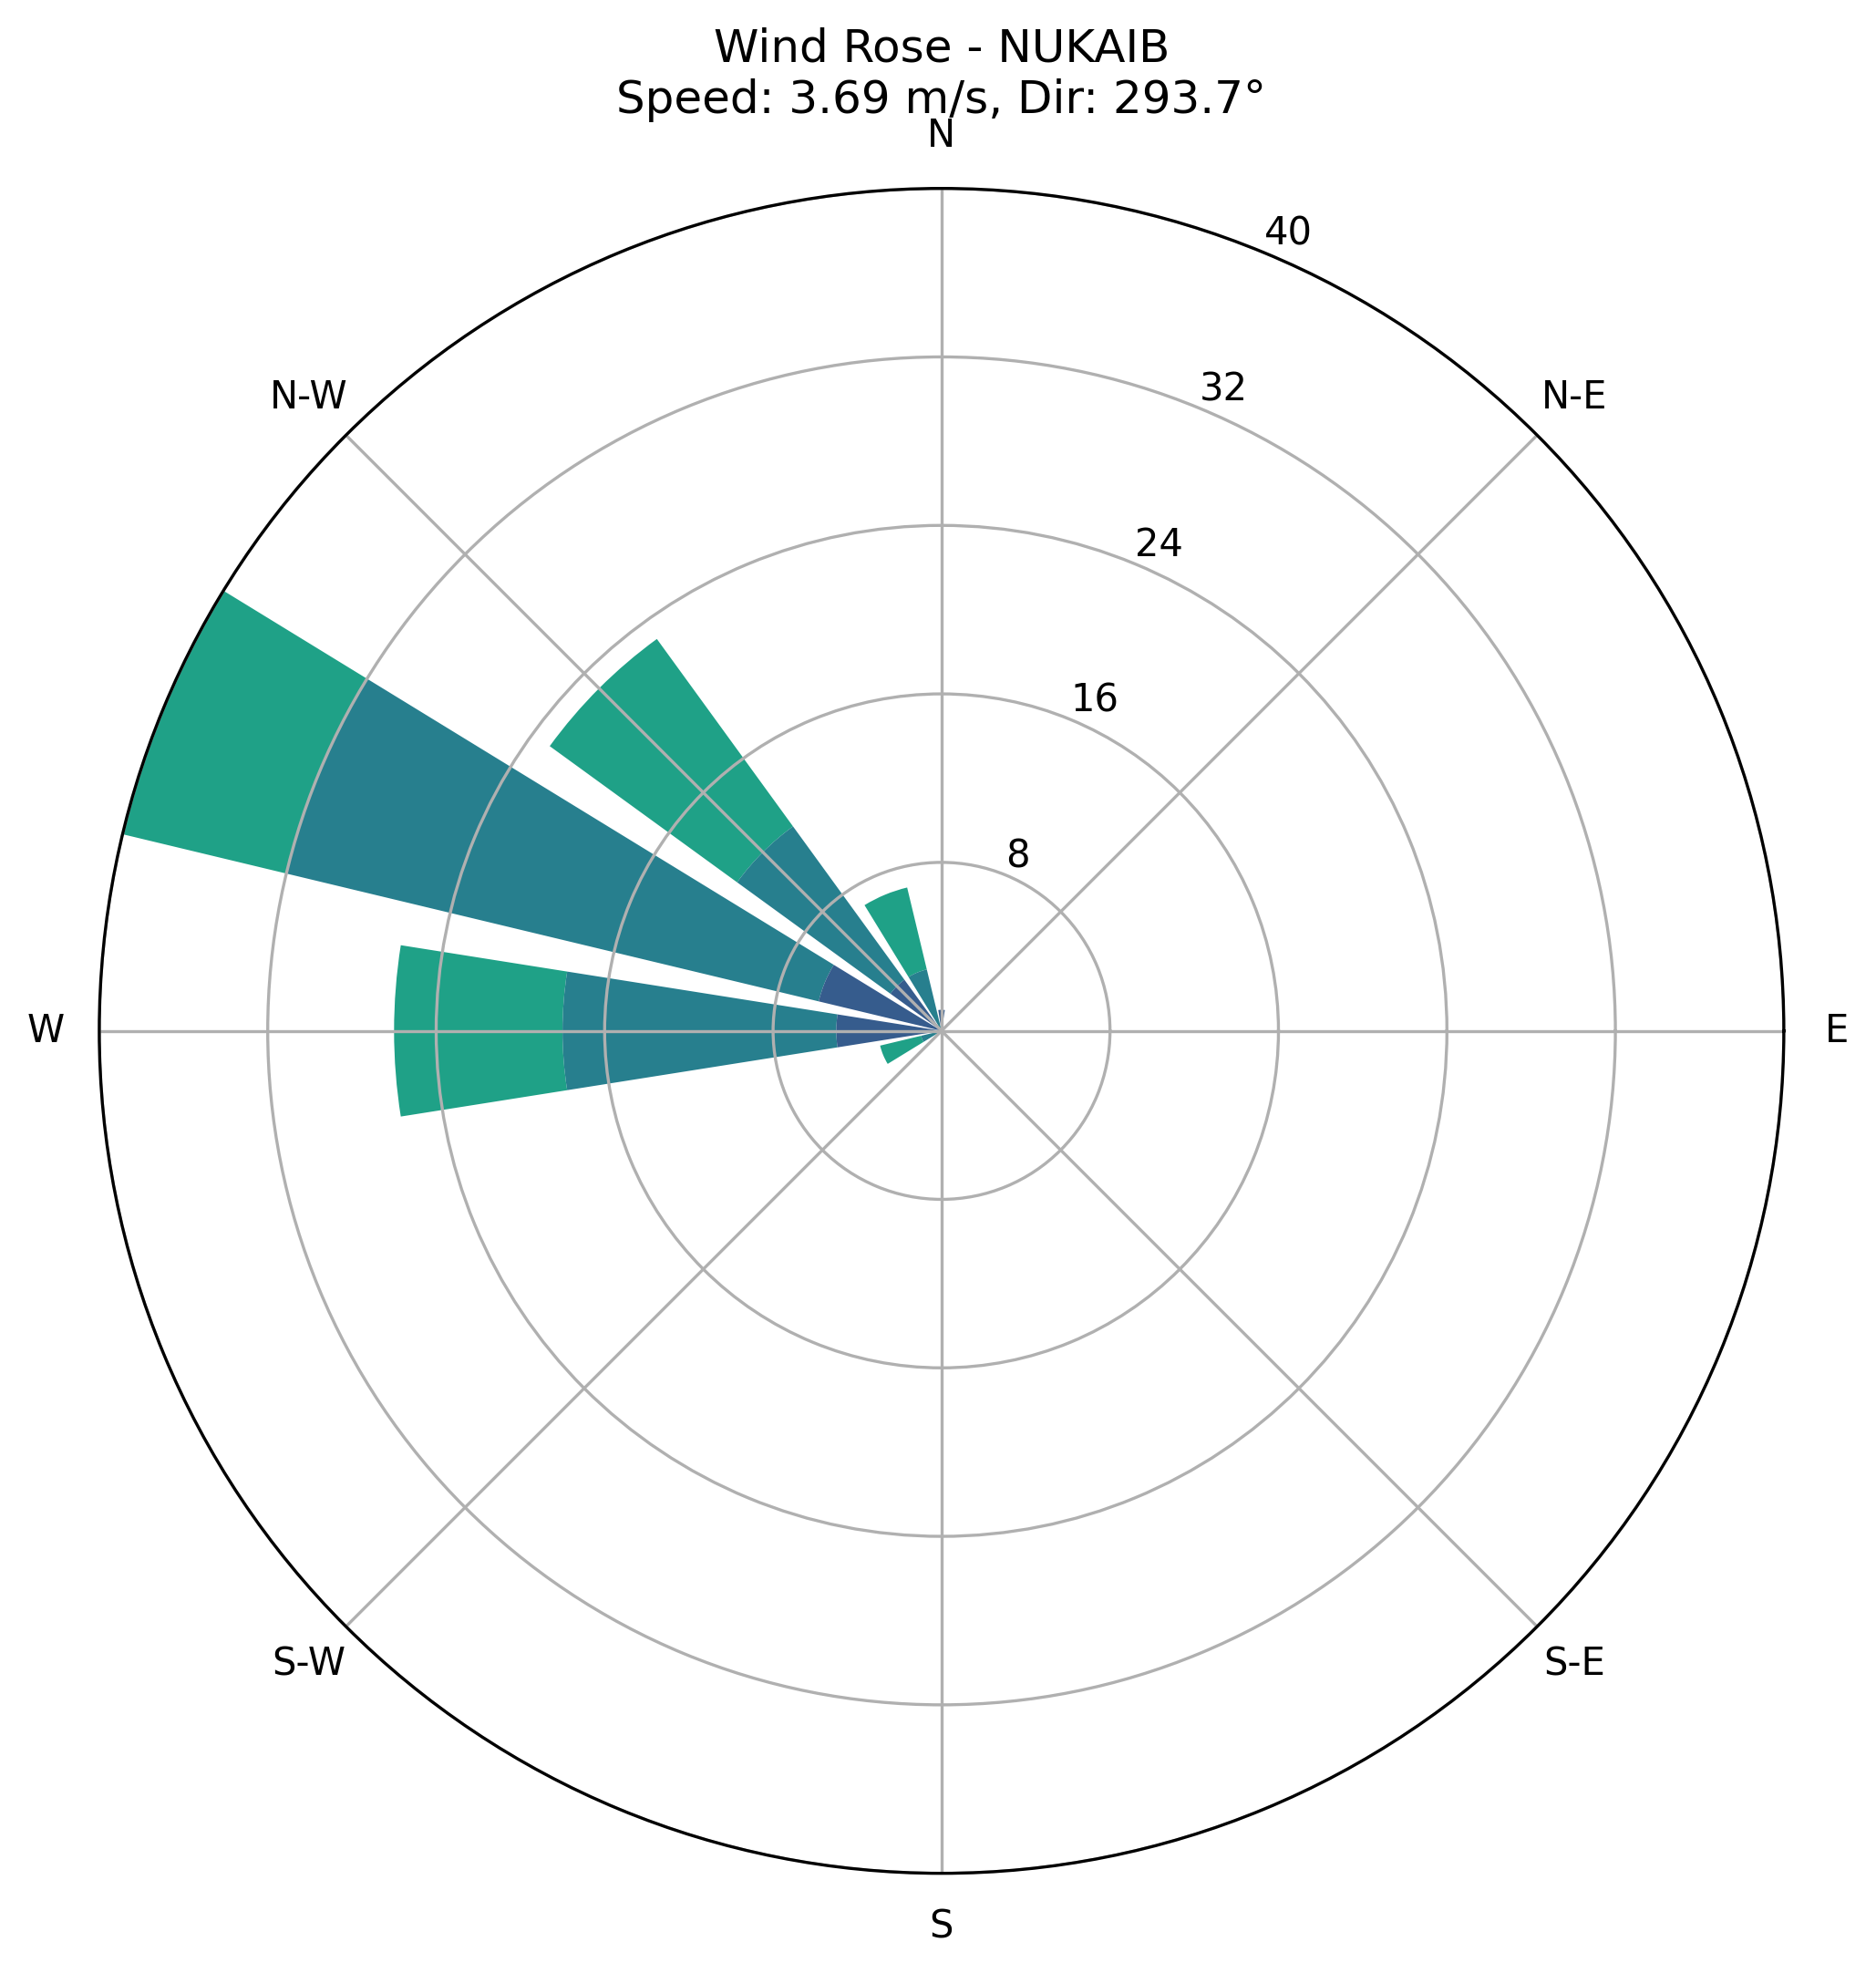 Wind Rose - NUKAIB
Speed: 3.69 m/s, Dir: 293.7°
N
40
N-W
32
N-E
24
16
8
W
E
S-W
S-E
S